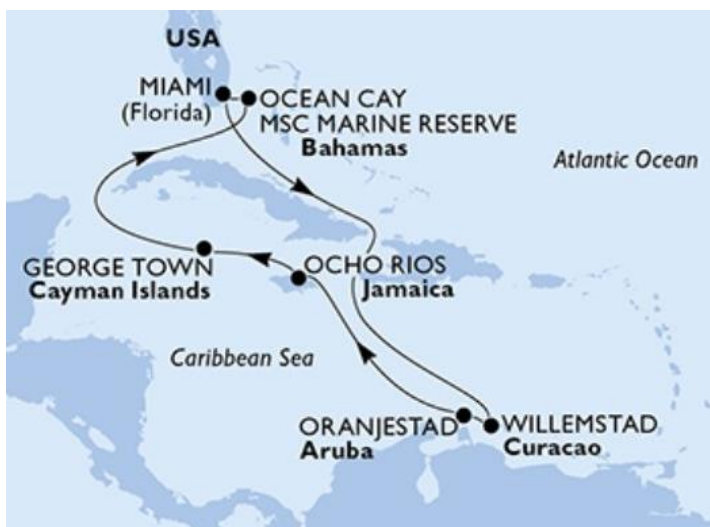 USA
MIAMI
(Florida)
OCEAN CAY
MSC MARINE RESERVE
Bahamas
Atlantic Ocean
GEORGE TOWN
Cayman Islands
OCHO RIOS
Jamaica
Caribbean Sea
ORANJESTAD
Aruba
WILLEMSTAD
Curacao